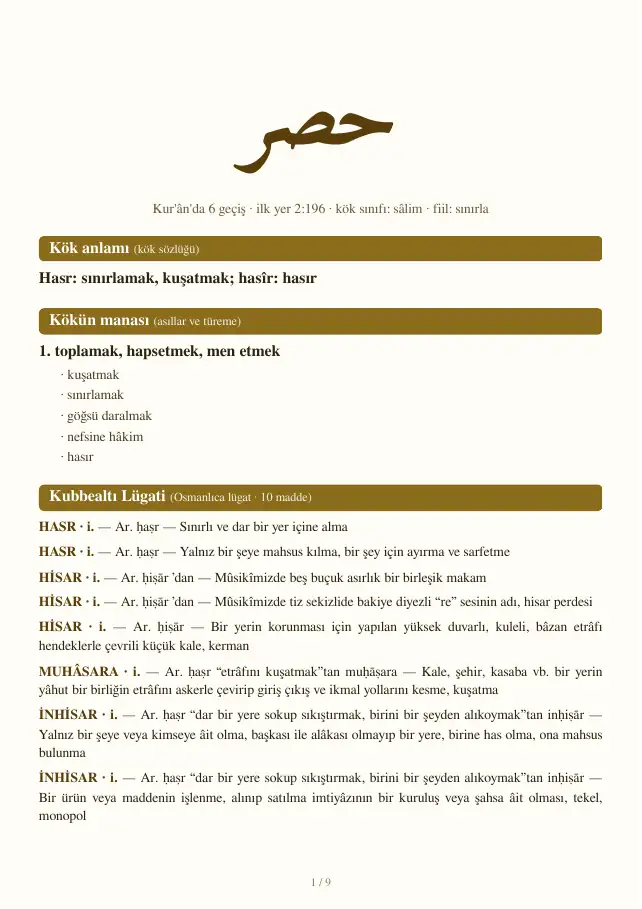 حصر
Kur'ân'da 6 geçiş · ilk yer 2:196 · kök sınıfı: sâlim · fiil: sınırla
Kök anlamı (kök sözlüğü)
Hasr: sınırlamak, kuşatmak; hasîr: hasır
Kökün manası (asıllar ve türeme)
1. toplamak, hapsetmek, men etmek
· kuşatmak
· sınırlamak
· göğsü daralmak
· nefsine hâkim
· hasır
Kubbealtı Lügati (Osmanlıca lügat · 10 madde)
HASR · i. — Ar. ḥaṣr — Sınırlı ve dar bir yer içine alma
HASR · i. — Ar. ḥaṣr — Yalnız bir şeye mahsus kılma, bir şey için ayırma ve sarfetme
HİSAR · i. — Ar. ḥiṣār 'dan — Mûsikîmizde beş buçuk asırlık bir birleşik makam
HİSAR · i. — Ar. ḥiṣār 'dan — Mûsikîmizde tiz sekizlide bakiye diyezli “re” sesinin adı, hisar perdesi
HİSAR · i. — Ar. ḥiṣār — Bir yerin korunması için yapılan yüksek duvarlı, kuleli, bâzan etrâfı
hendeklerle çevrili küçük kale, kerman
MUHÂSARA · i. — Ar. ḥaṣr “etrâfını kuşatmak”tan muḥāṣara — Kale, şehir, kasaba vb. bir yerin
yâhut bir birliğin etrâfını askerle çevirip giriş çıkış ve ikmal yollarını kesme, kuşatma
İNHİSAR · i. — Ar. ḥaṣr “dar bir yere sokup sıkıştırmak, birini bir şeyden alıkoymak”tan inḥiṣār —
Yalnız bir şeye veya kimseye âit olma, başkası ile alâkası olmayıp bir yere, birine has olma, ona mahsus
bulunma
İNHİSAR · i. — Ar. ḥaṣr “dar bir yere sokup sıkıştırmak, birini bir şeyden alıkoymak”tan inḥiṣār —
Bir ürün veya maddenin işlenme, alınıp satılma imtiyâzının bir kuruluş veya şahsa âit olması, tekel,
monopol
1 / 9